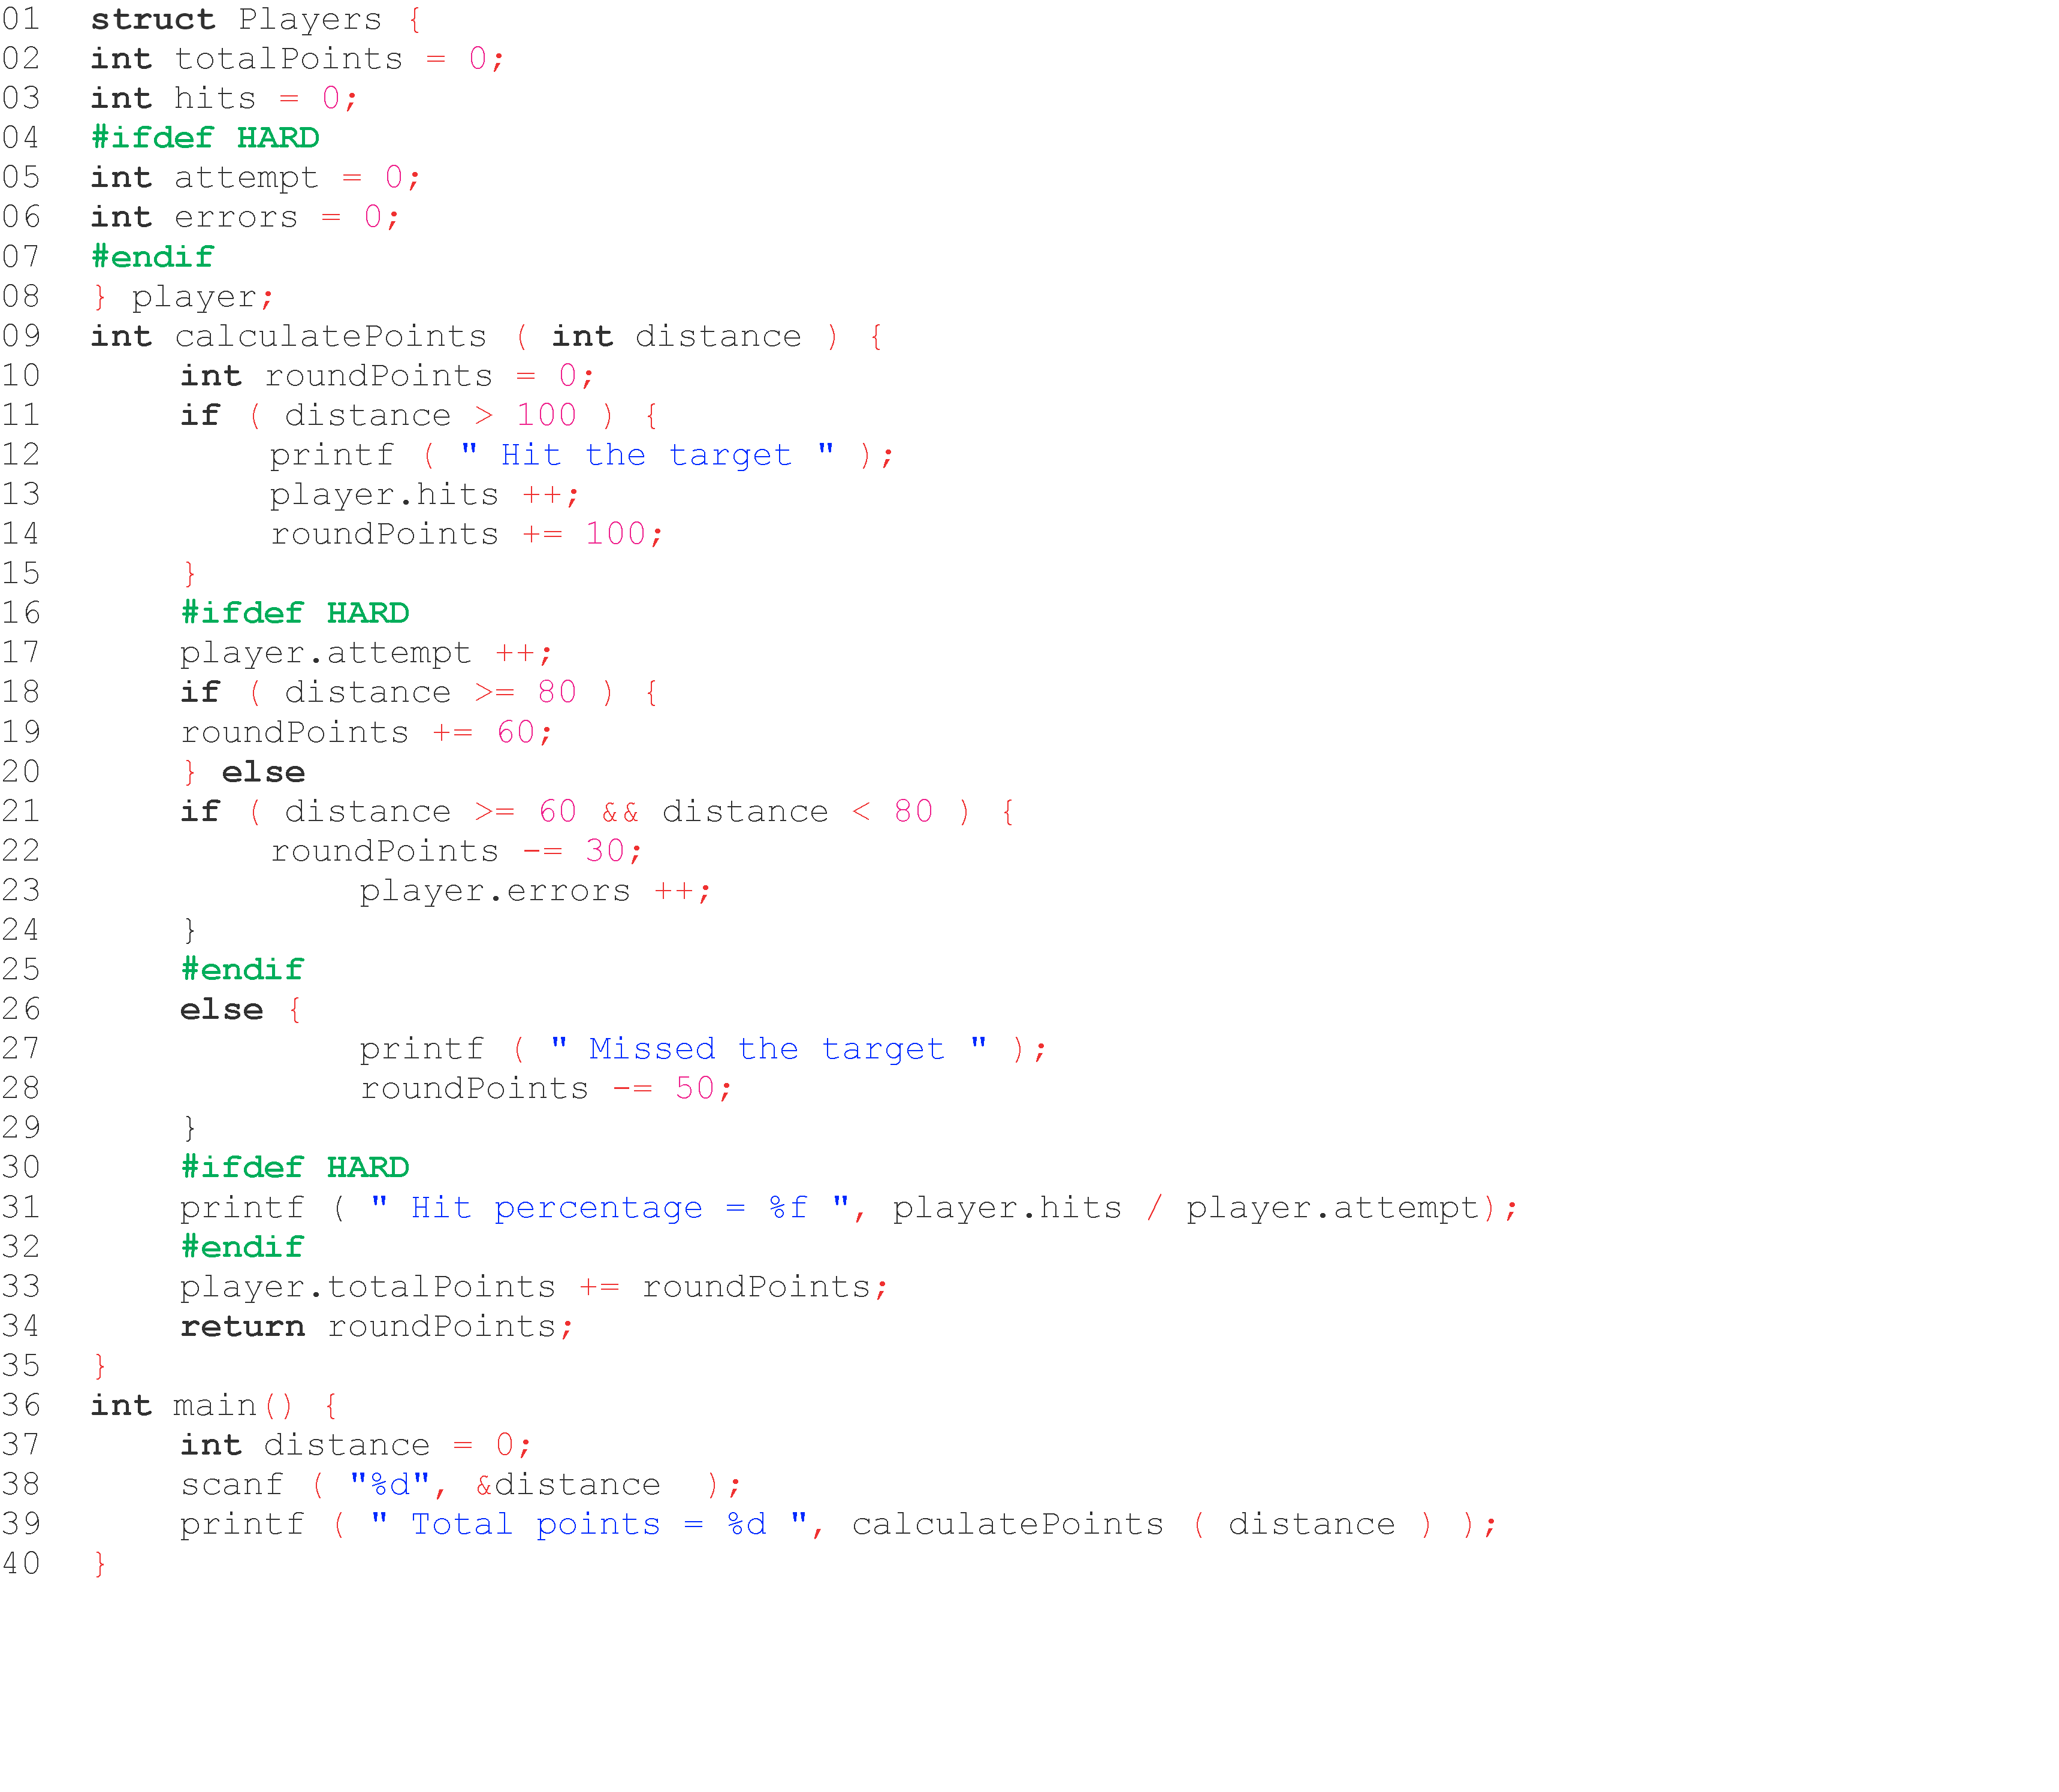 01 struct Players {
02 int totalPoints = 0;
03 int hits = 0;
04 #ifdef HARD
05 int attempt = 0;
06 int errors = 0;
07 #endif
08 } player;
09 int calculatePoints ( int distance ) {
10 int roundPoints = 0;
11 if ( distance > 100 ) {
12 printf ( " Hit the target " );
13 player.hits ++;
14 roundPoints += 100;
15 }
16 #ifdef HARD
17 player.attempt ++;
18 if ( distance >= 80 ) {
19 roundPoints += 60;
20 } else
21 if ( distance >= 60 && distance < 80 ) {
22 roundPoints -= 30;
23 player.errors ++;
24 }
25 #endif
26 else {
27 printf ( " Missed the target " );
28 roundPoints -= 50;
29 }
30 #ifdef HARD
31 printf ( " Hit percentage = %f ", player.hits / player.attempt);
32 #endif
33 player.totalPoints += roundPoints;
34 return roundPoints;
35 }
36 int main() {
37 int distance = 0;
38 scanf ( "%d", &distance );
39 printf ( " Total points = %d ", calculatePoints ( distance ) );
40 }